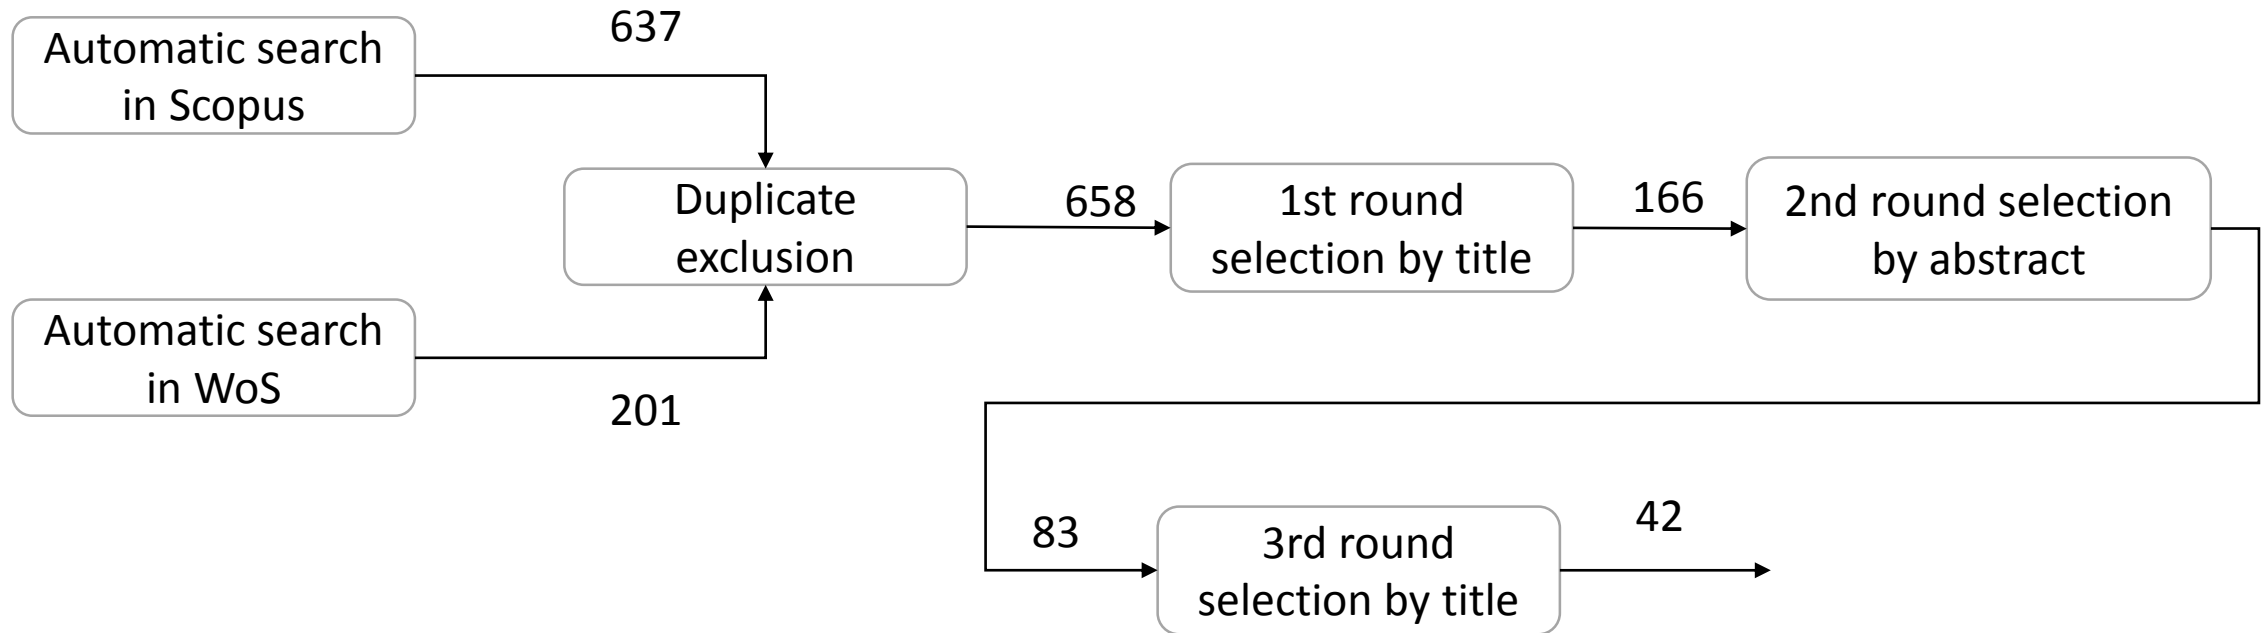 Automatic search
in Scopus
637
Automatic search
in WoS
201
Duplicate
exclusion
658
1st round
selection by title
166
2nd round selection
by abstract
83
3rd round
selection by title
42